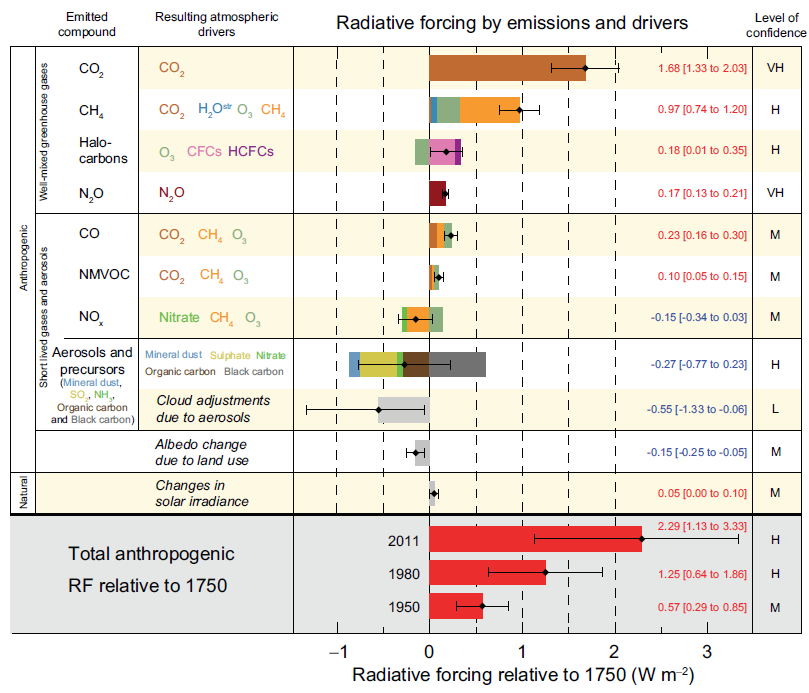 Emitted compound
Resulting atmospheric drivers
Radiative forcing by emissions and drivers
Level of confidence
Anthropogenic
Well-mixed greenhouse gases
CO2 CO2 1.68 [1.33 to 2.03] VH
CH4 CO2 H2Ostr O3 CH4 0.97 [0.74 to 1.20] H
Halo-
carbons O3 CFCs HCFCs 0.18 [0.01 to 0.35] H
N2O N2O 0.17 [0.13 to 0.21] VH
Short lived gases and aerosols
CO CO2 CH4 O3 0.23 [0.16 to 0.30] M
NMVOC CO2 CH4 O3 0.10 [0.05 to 0.15] M
NOx Nitrate CH4 O3 -0.15 [-0.34 to 0.03] M
Aerosols and
precursors
(Mineral dust,
SO2, NH3,
Organic carbon
and Black carbon)
Mineral dust Sulphate Nitrate
Organic carbon Black carbon
-0.27 [-0.77 to 0.23] H
Cloud adjustments
due to aerosols
-0.55 [-1.33 to -0.06] L
Albedo change
due to land use
-0.15 [-0.25 to -0.05] M
Natural
Changes in
solar irradiance
0.05 [0.00 to 0.10] M
Total anthropogenic
RF relative to 1750
2011 2.29 [1.13 to 3.33] H
1980 1.25 [0.64 to 1.86] H
1950 0.57 [0.29 to 0.85] M
−1 0 1 2 3
Radiative forcing relative to 1750 (W m−2)